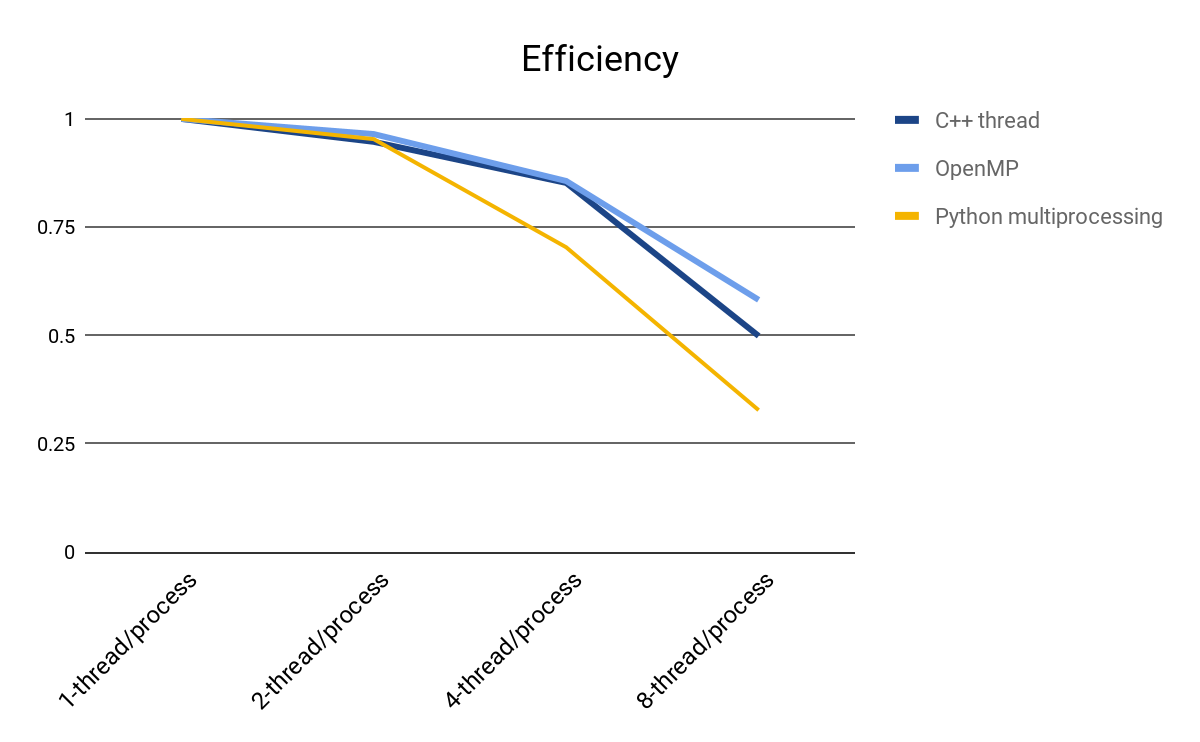 Efficiency
1
0.75
0.5
0.25
0
1-thread/process
2-thread/process
4-thread/process
8-thread/process
C++ thread
OpenMP
Python multiprocessing